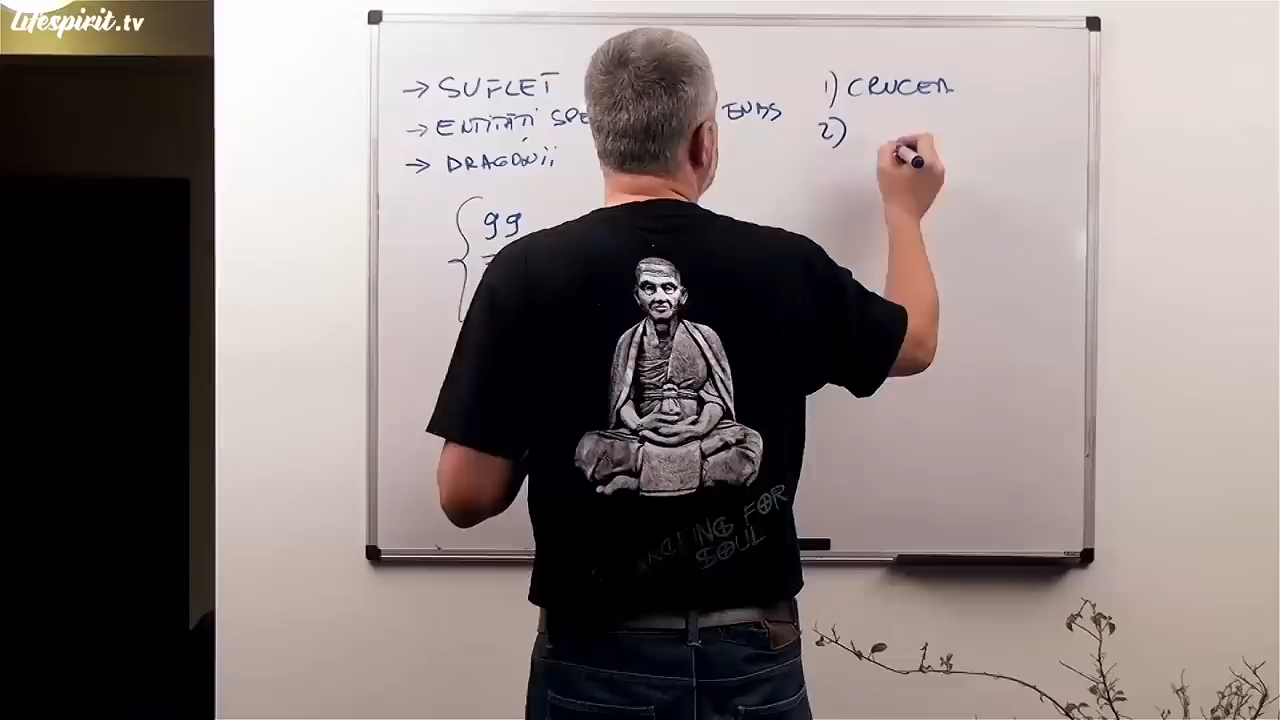 Lifespirit.tv
→ SUFLET
→ ENTITĂȚI
→ DRAGONII
99
1) CRUCEA
2)
FOR
SOUL